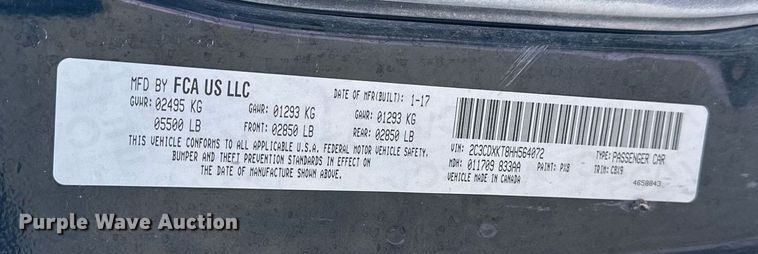 MFD BY FCA US LLC
DATE OF MFR(BUILT): 1-17
GVWR: 02495 KG GAWR: 01293 KG GAWR: 01293 KG
05500 LB FRONT: 02850 LB REAR: 02850 LB
THIS VEHICLE CONFORMS TO ALL APPLICABLE U.S.A. FEDERAL MOTOR VEHICLE SAFETY,
BUMPER AND THEFT PREVENTION STANDARDS IN EFFECT ON
THE DATE OF MANUFACTURE SHOWN ABOVE.
VIN: 2C3CDXKT8HH564072 TYPE: PASSENGER CAR
MDH: 011709 833AA PAINT: PXB TRIM: CBX9
VEHICLE MADE IN CANADA
4658843
Purple Wave Auction